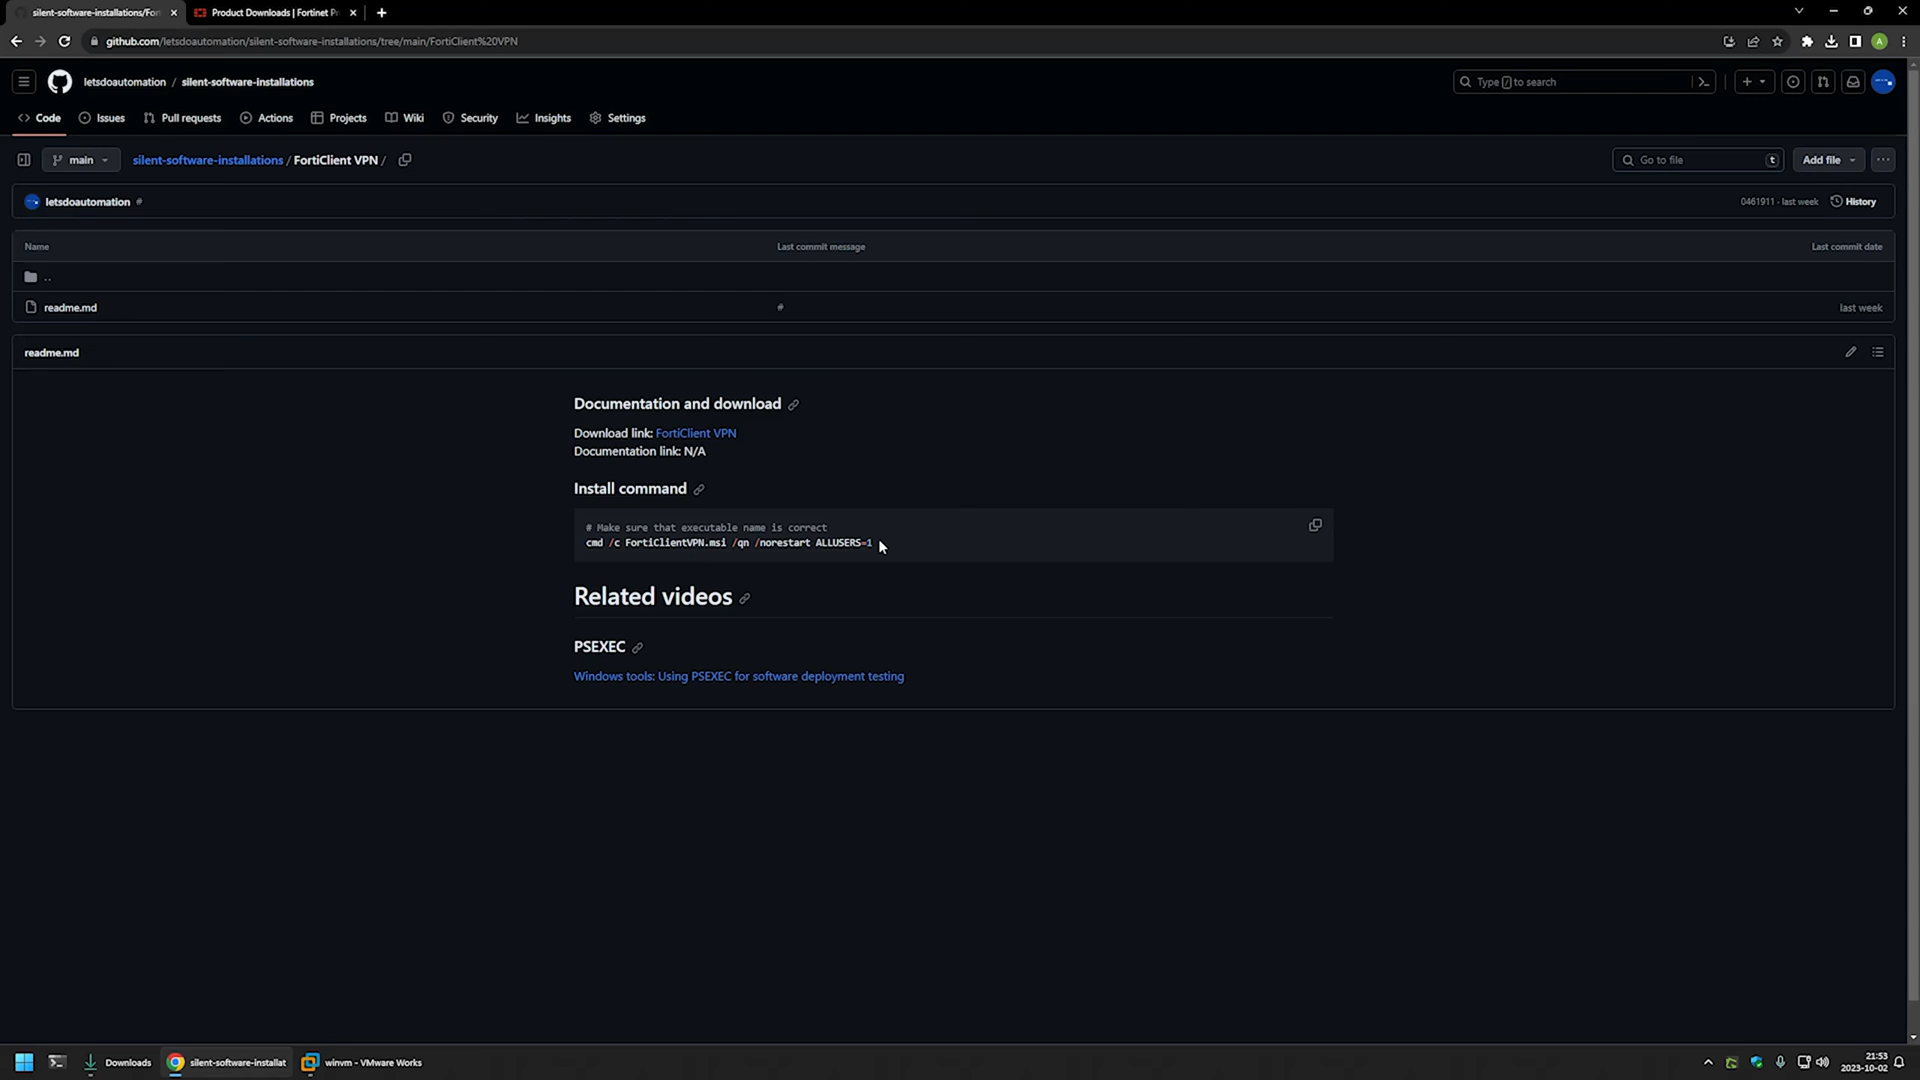 silent-software-installations/For
Product Downloads | Fortinet Pr
github.com/letsdoautomation/silent-software-installations/tree/main/FortiClient%20VPN
A
letsdoautomation / silent-software-installations
Type / to search
Code
Issues
Pull requests
Actions
Projects
Wiki
Security
Insights
Settings
main
silent-software-installations / FortiClient VPN /
Go to file
t
Add file
letsdoautomation #
0461911 · last week
History
Name
Last commit message
Last commit date
..
readme.md
#
last week
readme.md
Documentation and download
Download link: FortiClient VPN
Documentation link: N/A
Install command
# Make sure that executable name is correct
cmd /c FortiClientVPN.msi /qn /norestart ALLUSERS=1
Related videos
PSEXEC
Windows tools: Using PSEXEC for software deployment testing
Downloads
silent-software-installat
winvm - VMware Works
21:53
2023-10-02